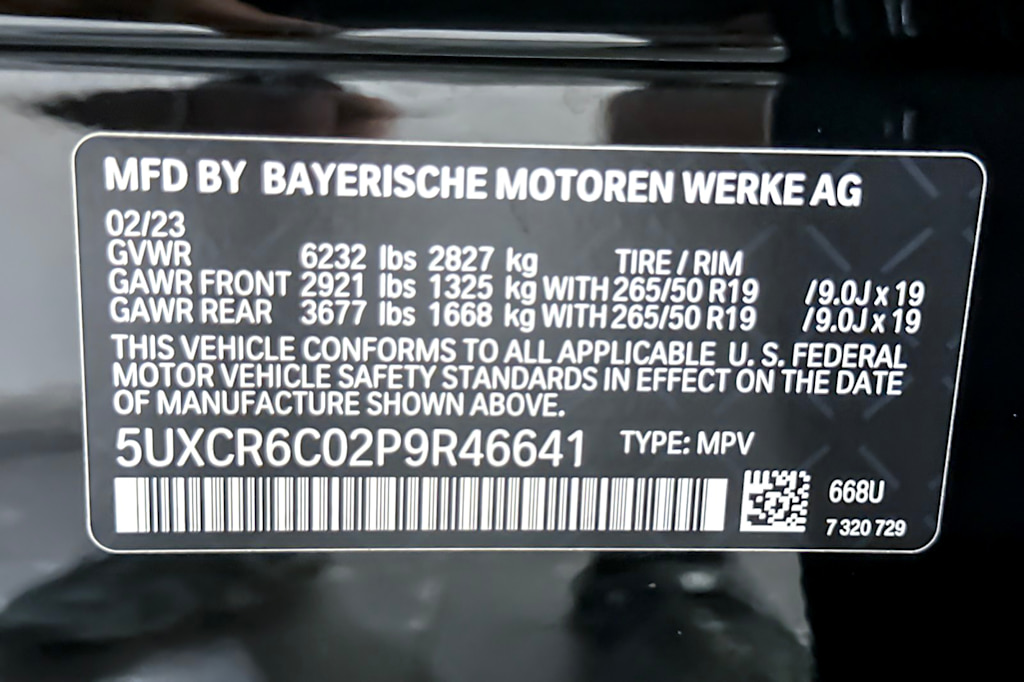 MFD BY BAYERISCHE MOTOREN WERKE AG
02/23
GVWR 6232 lbs 2827 kg TIRE / RIM
GAWR FRONT 2921 lbs 1325 kg WITH 265/50 R19 /9.0J x 19
GAWR REAR 3677 lbs 1668 kg WITH 265/50 R19 /9.0J x 19
THIS VEHICLE CONFORMS TO ALL APPLICABLE U. S. FEDERAL
MOTOR VEHICLE SAFETY STANDARDS IN EFFECT ON THE DATE
OF MANUFACTURE SHOWN ABOVE.
5UXCR6C02P9R46641 TYPE: MPV
668U
7 320 729